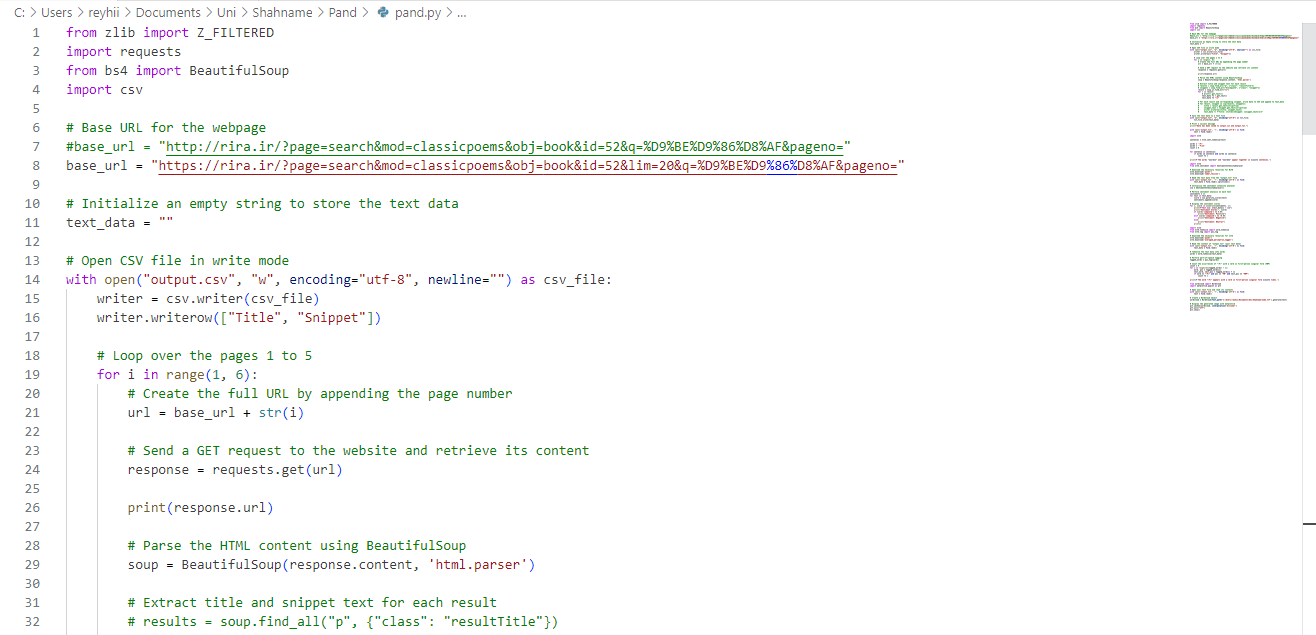 C: > Users > reyhii > Documents > Uni > Shahname > Pand > pand.py > ...
1 from zlib import Z_FILTERED
2 import requests
3 from bs4 import BeautifulSoup
4 import csv
5
6 # Base URL for the webpage
7 #base_url = "http://rira.ir/?page=search&mod=classicpoems&obj=book&id=52&q=%D9%BE%D9%86%D8%AF&pageno="
8 base_url = "https://rira.ir/?page=search&mod=classicpoems&obj=book&id=52&lim=20&q=%D9%BE%D9%86%D8%AF&pageno="
9
10 # Initialize an empty string to store the text data
11 text_data = ""
12
13 # Open CSV file in write mode
14 with open("output.csv", "w", encoding="utf-8", newline="") as csv_file:
15     writer = csv.writer(csv_file)
16     writer.writerow(["Title", "Snippet"])
17
18     # Loop over the pages 1 to 5
19     for i in range(1, 6):
20         # Create the full URL by appending the page number
21         url = base_url + str(i)
22
23         # Send a GET request to the website and retrieve its content
24         response = requests.get(url)
25
26         print(response.url)
27
28         # Parse the HTML content using BeautifulSoup
29         soup = BeautifulSoup(response.content, 'html.parser')
30
31         # Extract title and snippet text for each result
32         # results = soup.find_all("p", {"class": "resultTitle"})